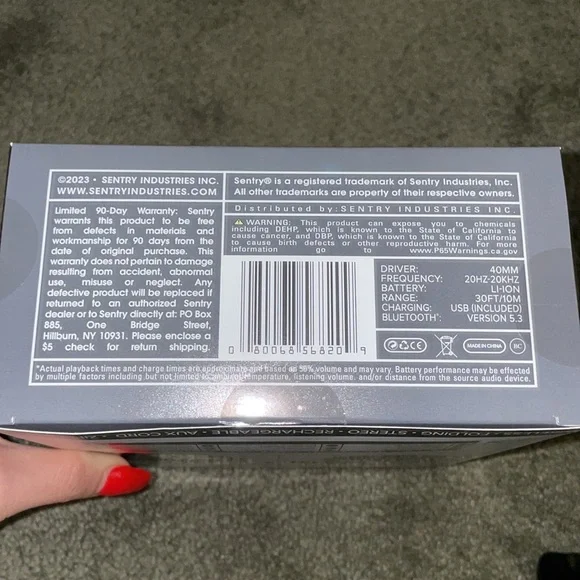 ©2023 • SENTRY INDUSTRIES INC.
WWW.SENTRYINDUSTRIES.COM
Sentry® is a registered trademark of Sentry Industries, Inc.
All other trademarks are property of their respective owners.
Distributed by: SENTRY INDUSTRIES INC.
Limited 90-Day Warranty: Sentry
warrants this product to be free
from defects in materials and
workmanship for 90 days from the
date of original purchase. This
warranty does not pertain to damage
resulting from accident, abnormal
use, misuse or neglect. Any
defective product will be replaced if
returned to an authorized Sentry
dealer or to Sentry directly at: PO Box
885, One Bridge Street,
Hillburn, NY 10931. Please enclose a
$5 check for return shipping.
WARNING: This product can expose you to chemicals
including DEHP, which is known to the State of California to
cause cancer, and DBP, which is known to the State of California
to cause birth defects or other reproductive harm. For more
information go to www.P65Warnings.ca.gov
0 80068 56820 9
DRIVER: 40MM
FREQUENCY: 20HZ-20KHZ
BATTERY: LI-ION
RANGE: 30FT/10M
CHARGING: USB (INCLUDED)
BLUETOOTH®: VERSION 5.3
CE
MADE IN CHINA
BC
*Actual playback times and charge times are approximate and based on 50% volume and may vary. Battery performance may be effected
by multiple factors including but not limited to ambient temperature, listening volume, and/or distance from the source audio device.
FOLDING • STEREO • RECHARGEABLE • AUX CORD •